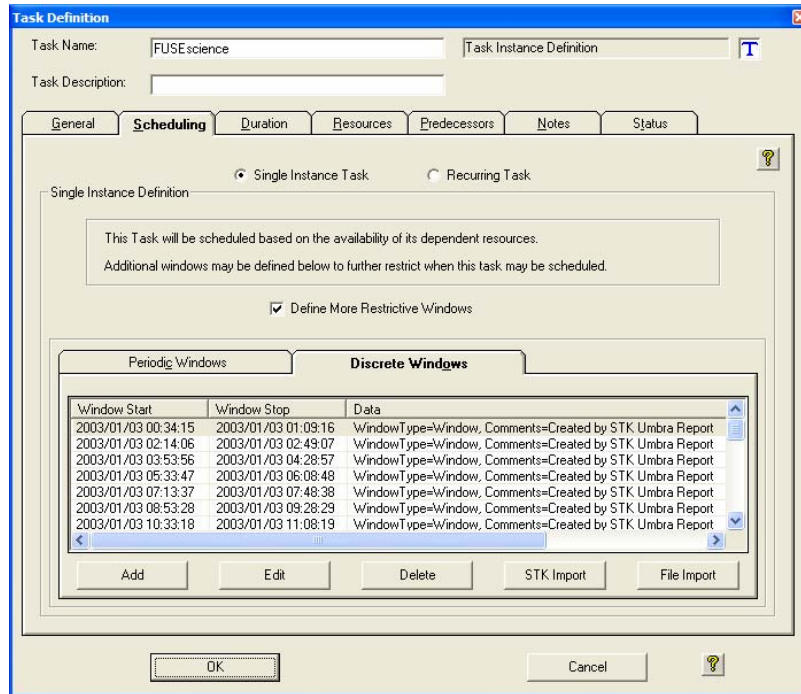 Task Definition
Task Name: FUSEscience Task Instance Definition T
Task Description:
General Scheduling Duration Resources Predecessors Notes Status
Single Instance Task Recurring Task
Single Instance Definition
This Task will be scheduled based on the availability of its dependent resources.
Additional windows may be defined below to further restrict when this task may be scheduled.
Define More Restrictive Windows
Periodic Windows Discrete Windows
Window Start Window Stop Data
2003/01/03 00:34:15 2003/01/03 01:09:16 WindowType=Window, Comments=Created by STK Umbra Report
2003/01/03 02:14:06 2003/01/03 02:49:07 WindowType=Window, Comments=Created by STK Umbra Report
2003/01/03 03:53:56 2003/01/03 04:28:57 WindowType=Window, Comments=Created by STK Umbra Report
2003/01/03 05:33:47 2003/01/03 06:08:48 WindowType=Window, Comments=Created by STK Umbra Report
2003/01/03 07:13:37 2003/01/03 07:48:38 WindowType=Window, Comments=Created by STK Umbra Report
2003/01/03 08:53:28 2003/01/03 09:28:29 WindowType=Window, Comments=Created by STK Umbra Report
2003/01/03 10:33:18 2003/01/03 11:08:19 WindowType=Window, Comments=Created by STK Umbra Report
Add Edit Delete STK Import File Import
OK Cancel